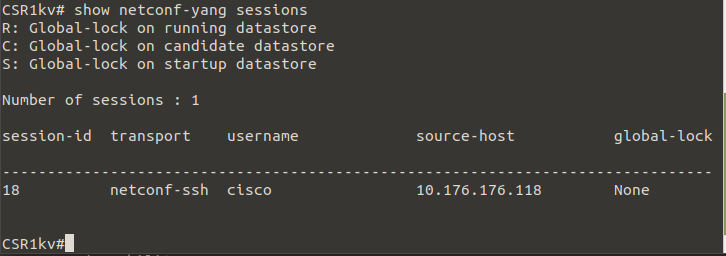 CSR1kv# show netconf-yang sessions
R: Global-lock on running datastore
C: Global-lock on candidate datastore
S: Global-lock on startup datastore
Number of sessions : 1
session-id transport username source-host global-lock
-------------------------------------------------------------------------------
18 netconf-ssh cisco 10.176.176.118 None
CSR1kv#